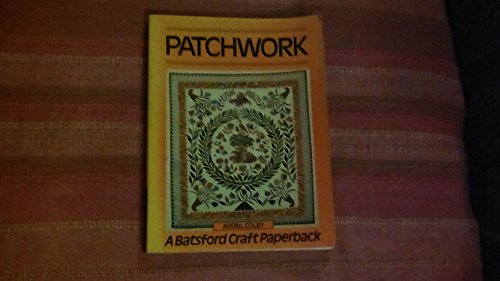 PATCHWORK
AVERIL COLBY
A Batsford Craft Paperback